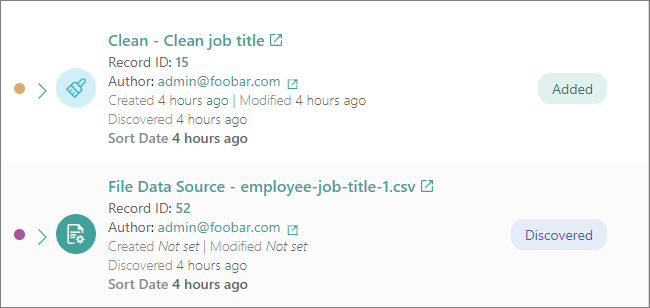 Clean - Clean job title
Record ID: 15
Author: admin@foobar.com
Created 4 hours ago | Modified 4 hours ago
Added
Discovered 4 hours ago
Sort Date 4 hours ago
File Data Source - employee-job-title-1.csv
Record ID: 52
Author: admin@foobar.com
Created Not set | Modified Not set
Discovered
Discovered 4 hours ago
Sort Date 4 hours ago